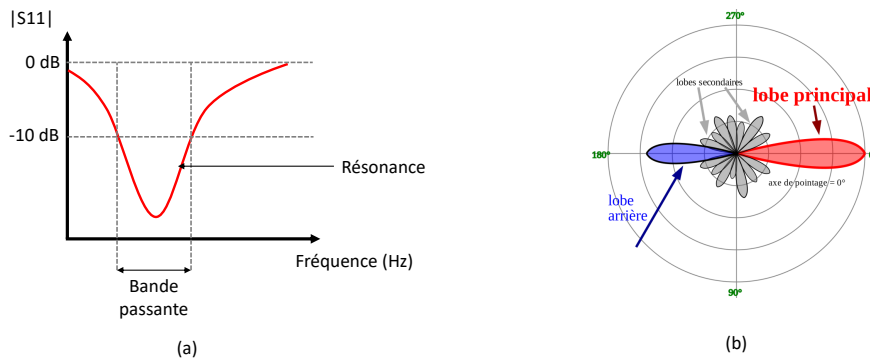 |S11|
0 dB
-10 dB
Résonance
Fréquence (Hz)
Bande
passante
(a)
270°
lobes secondaires
lobe principal
180°
axe de pointage = 0°
lobe
arrière
90°
(b)